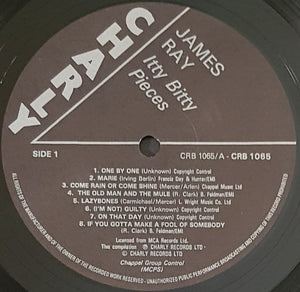 CHARLY
JAMES
RAY
Itty Bitty
Pieces
SIDE 1
CRB 1065/A - CRB 1065
1. ONE BY ONE (Unknown) Copyright Control
2. MARIE (Irving Berlin) Francis Day & Hunter/EMI
3. COME RAIN OR COME SHINE (Mercer/Arlen) Chappel Music Ltd
4. THE OLD MAN AND THE MULE (R. Clark) B. Feldman/EMI
5. LAZYBONES (Carmichael/Mercer) L. Wright Music Co. Ltd.
6. (I'M NOT) GUILTY (Unknown) Copyright Control
7. ON THAT DAY (Unknown) Copyright Control
8. IF YOU GOTTA MAKE A FOOL OF SOMEBODY
(R. Clark) B. Feldman/EMI
Licensed from MCA Records Ltd.
This compilation ℗ CHARLY RECORDS LTD
© CHARLY RECORDS LTD.
Chappel Group Control
(MCPS)
ALL RIGHTS OF THE MANUFACTURER AND OF THE OWNER OF THE RECORDED WORK RESERVED · UNAUTHORIZED PUBLIC PERFORMANCE BROADCASTING AND COPYING OF THIS RECORD PROHIBITED